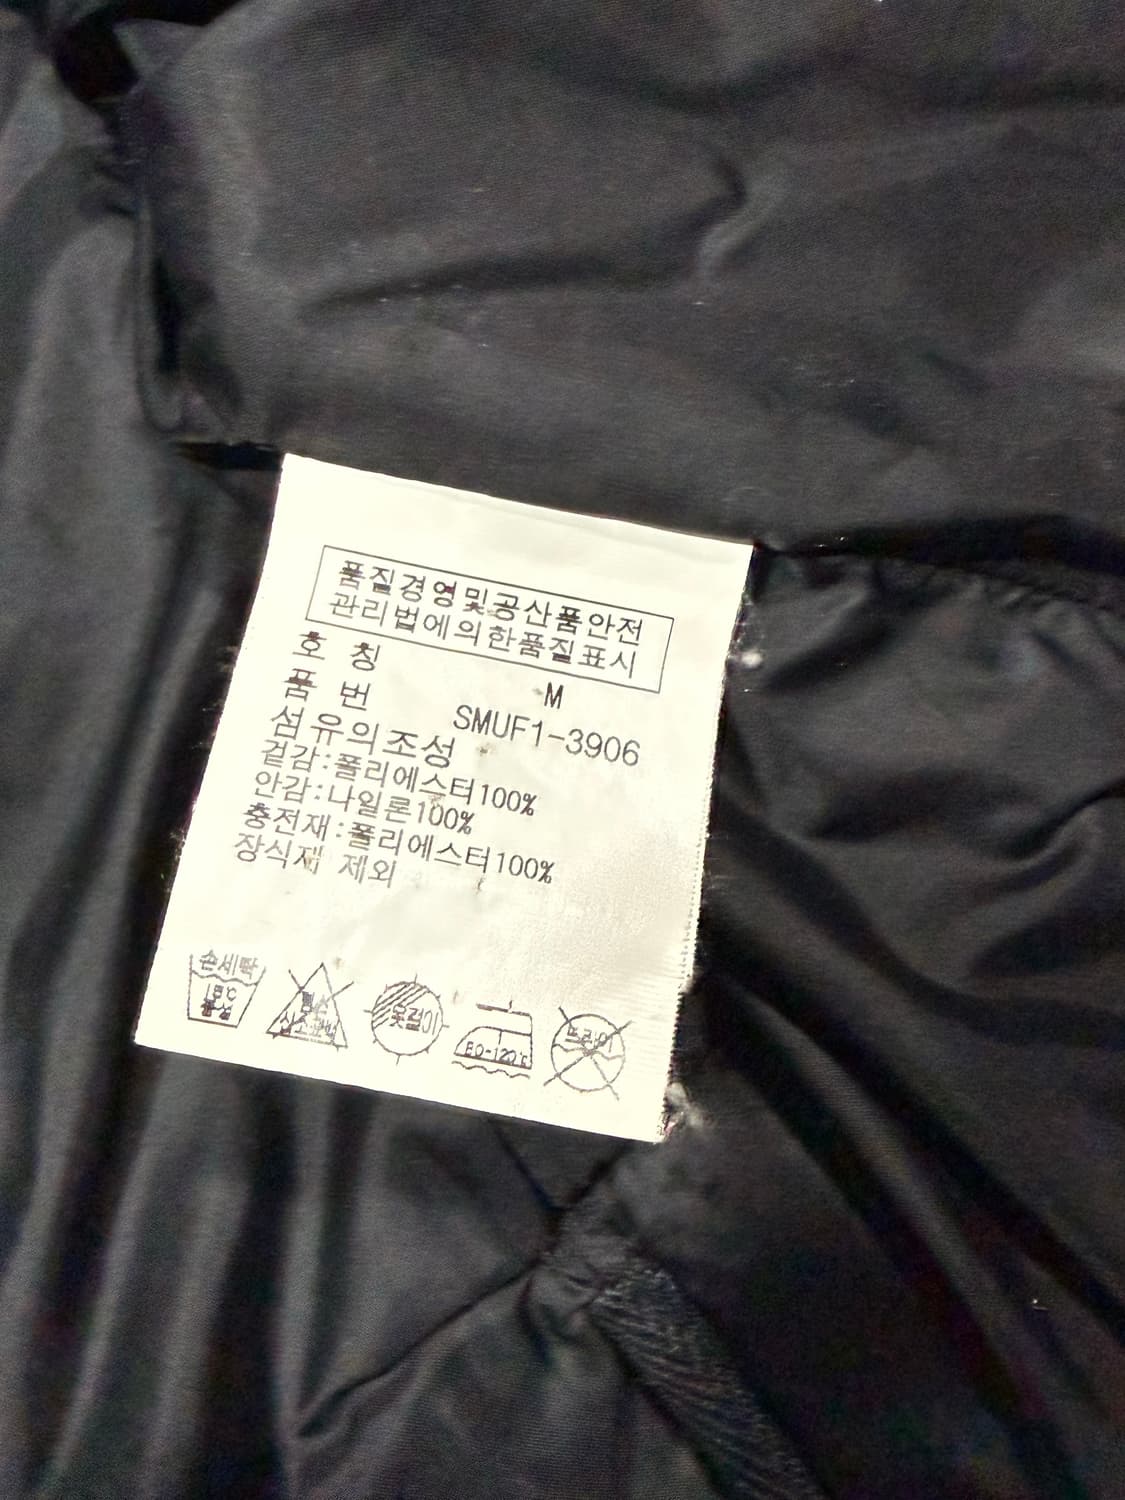 품질경영및공산품안전
관리법에의한품질표시
호 칭 M
품 번 SMUF1-3906
섬유의조성
겉감:폴리에스터100%
안감:나일론100%
충전재:폴리에스터100%
장식재 제외
손세탁
옷걸이
80-120℃
드라이